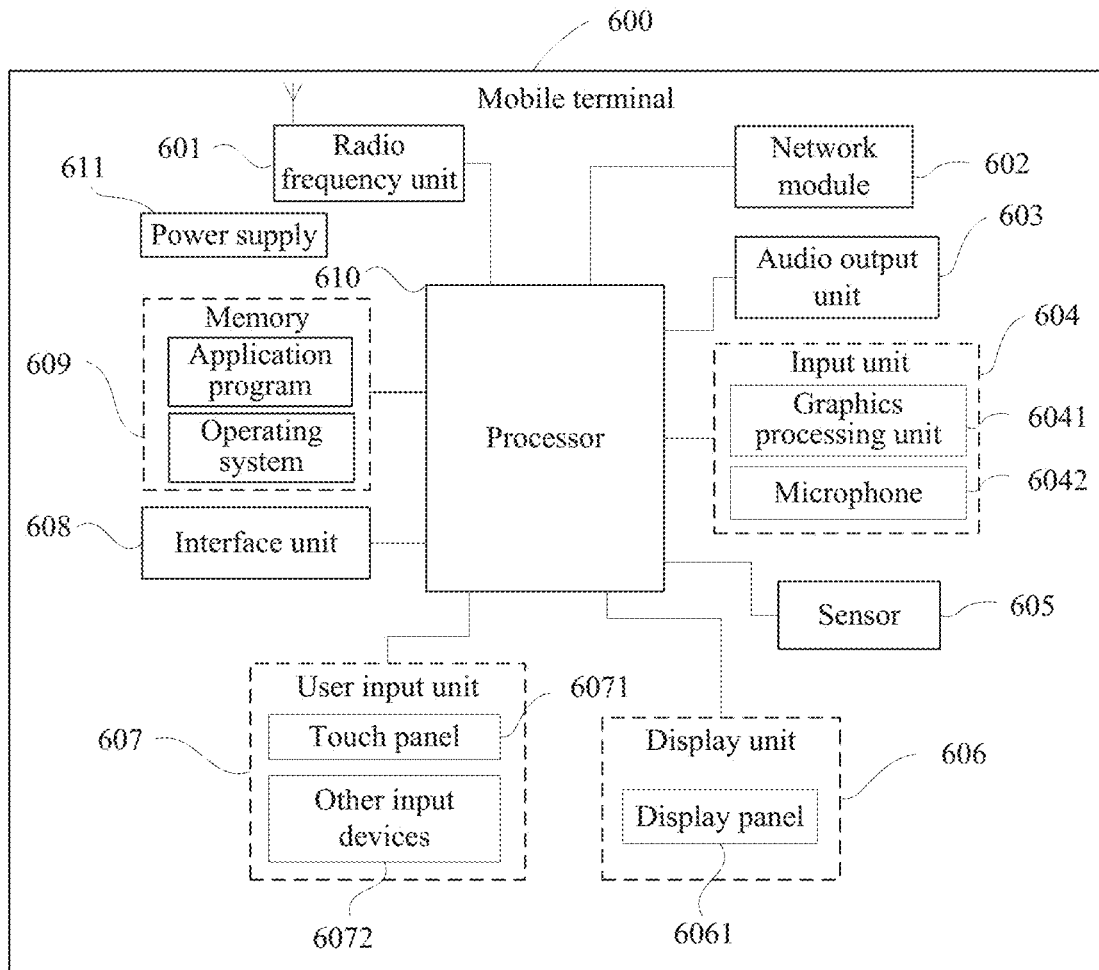 600
Mobile terminal
601
Radio
frequency unit
Network
module
602
611
Power supply
603
Audio output
unit
610
Memory
Application
program
Operating
system
609
Processor
604
Input unit
Graphics
processing unit
6041
Microphone
6042
608
Interface unit
Sensor
605
User input unit
6071
Touch panel
607
Other input
devices
6072
Display unit
606
Display panel
6061